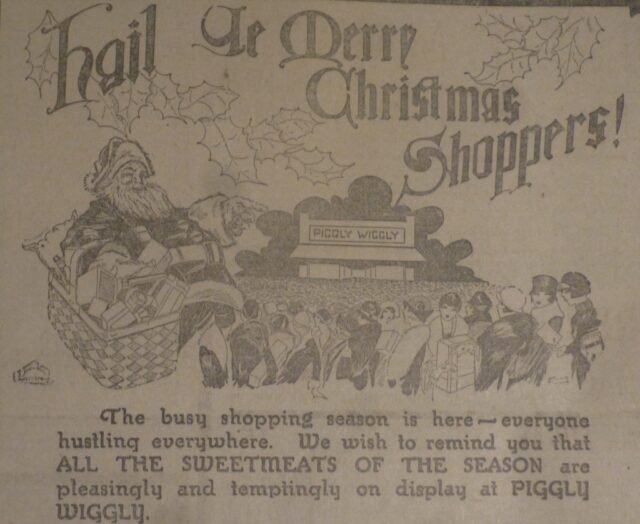 Hail Ye Merry
Christmas
Shoppers!
PIGGLY WIGGLY
The busy shopping season is here — everyone
hustling everywhere. We wish to remind you that
ALL THE SWEETMEATS OF THE SEASON are
pleasingly and temptingly on display at PIGGLY
WIGGLY.